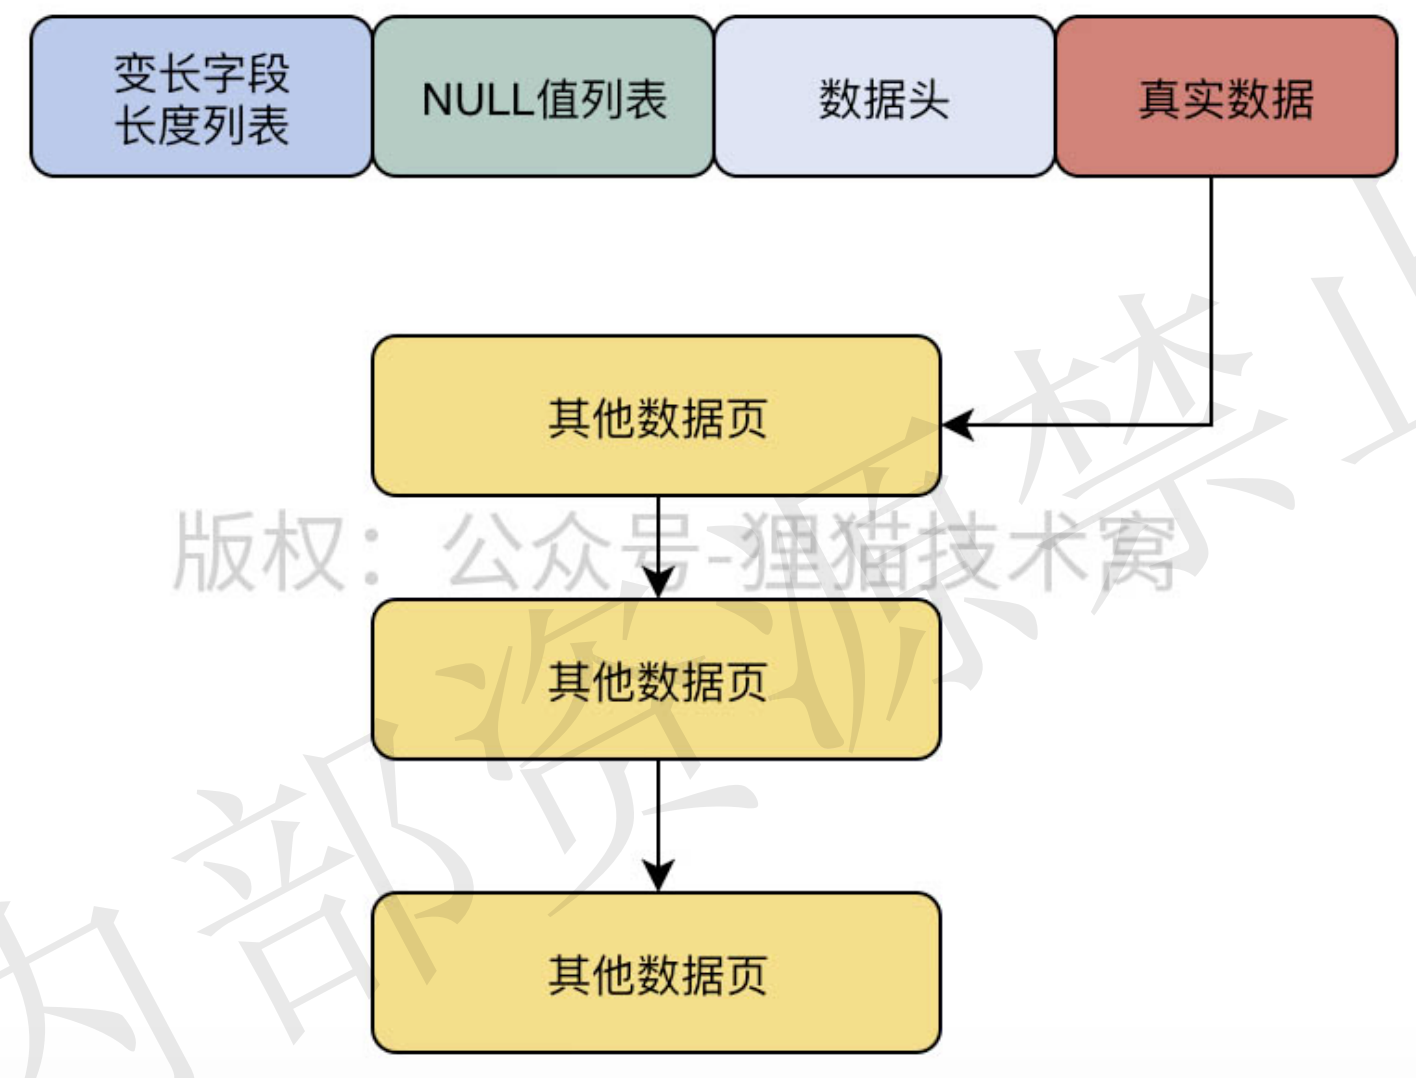 变长字段
长度列表
NULL值列表
数据头
真实数据
其他数据页
版权：公众号-狸猫技术窝
其他数据页
其他数据页
内部资源禁止